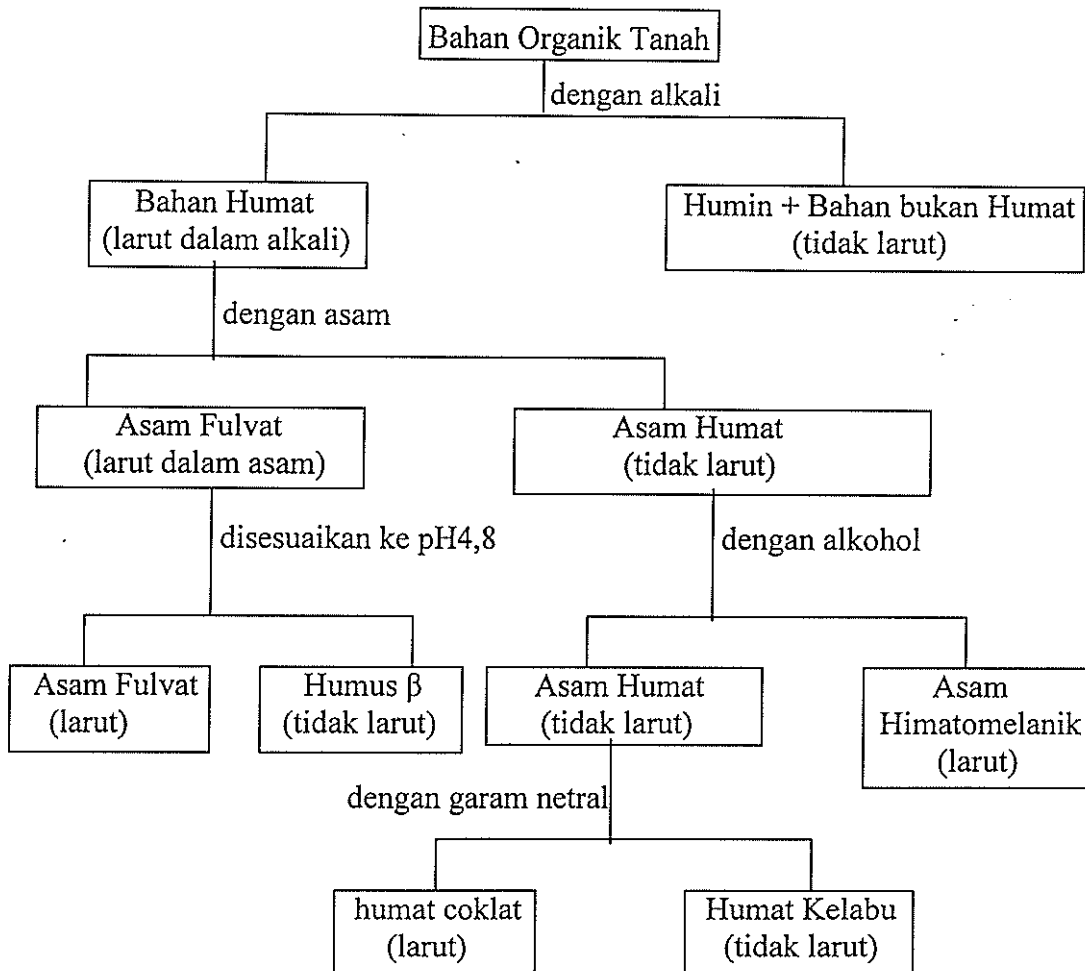 Bahan Organik Tanah
dengan alkali
Bahan Humat
(larut dalam alkali)
Humin + Bahan bukan Humat
(tidak larut)
dengan asam
Asam Fulvat
(larut dalam asam)
Asam Humat
(tidak larut)
disesuaikan ke pH4,8
dengan alkohol
Asam Fulvat
(larut)
Humus β
(tidak larut)
Asam Humat
(tidak larut)
Asam
Himatomelanik
(larut)
dengan garam netral
humat coklat
(larut)
Humat Kelabu
(tidak larut)